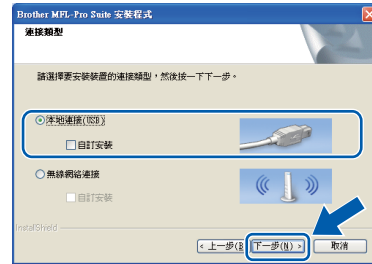 Brother MFL-Pro Suite 安裝程式
連接類型
請選擇要安裝裝置的連接類型，然後按一下下一步。
本地連接(USB)
自訂安裝
無線網絡連接
自訂安裝
InstallShield
< 上一步(B 下一步(N) > 取消